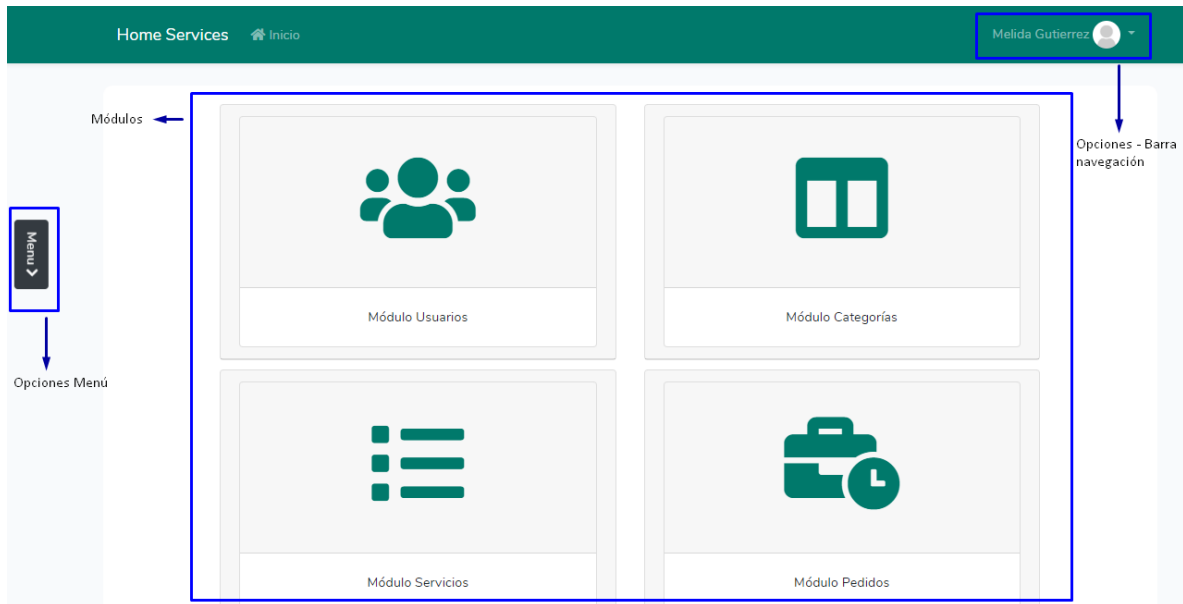 Home Services Inicio Melida Gutierrez
Módulos
Opciones - Barra
navegación
Menu
Módulo Usuarios Módulo Categorías
Opciones Menú
Módulo Servicios Módulo Pedidos